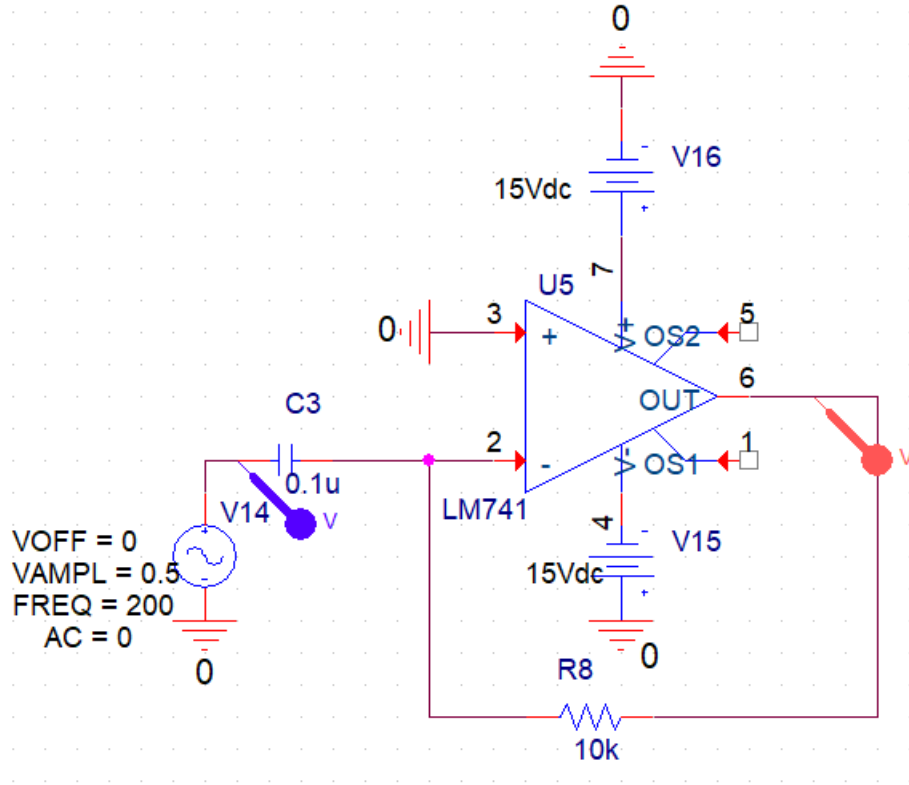 0
-
V16
15Vdc
+
7
U5
3
0
+
V+
OS2
5
6
OUT
C3
2
-
V-
OS1
1
V
0.1u
LM741
V14
V
4
-
V15
VOFF = 0
+
VAMPL = 0.5
15Vdc
-
+
FREQ = 200
AC = 0
0
0
R8
10k